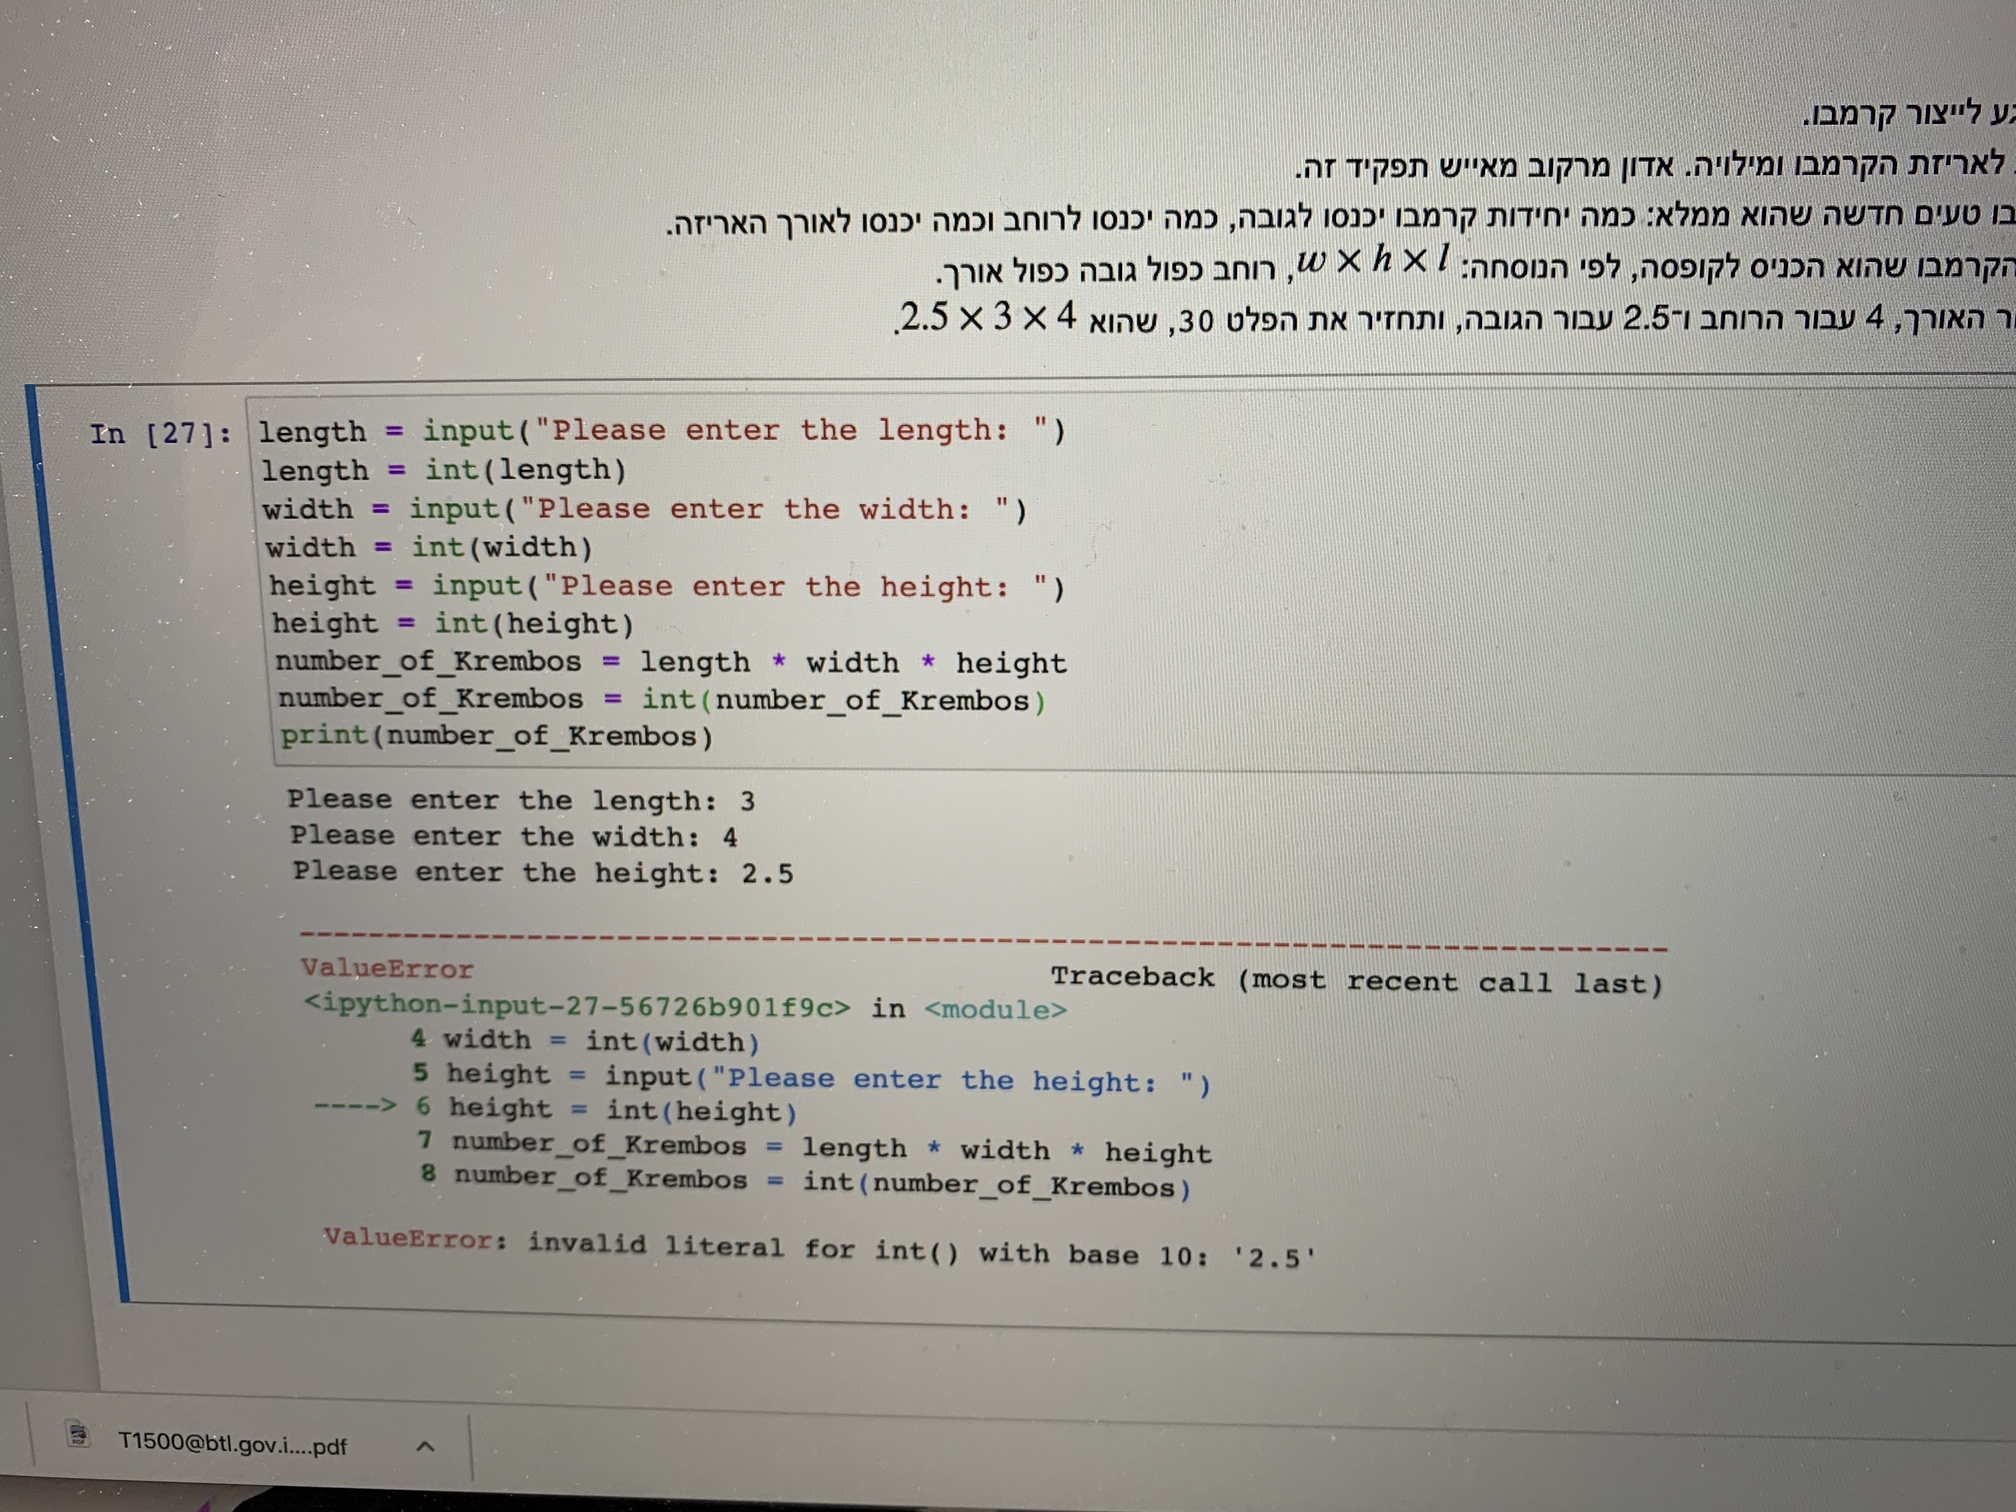 לייצור קרמבו.
לאריזת הקרמבו ומילויה. אדון מרקוב מאייש תפקיד זה.
טעים חדשה שהוא ממלא: כמה יחידות קרמבו יכנסו לגובה, כמה יכנסו לרוחב וכמה יכנסו לאורך האריזה.
הקרמבו שהוא הכניס לקופסה, לפי הנוסחה: w × h × l, רוחב כפול גובה כפול אורך.
האורך, 4 עבור הרוחב ו־2.5 עבור הגובה, ותחזיר את הפלט 30, שהוא 2.5 × 3 × 4.
In [27]: length = input("Please enter the length: ")
length = int(length)
width = input("Please enter the width: ")
width = int(width)
height = input("Please enter the height: ")
height = int(height)
number_of_Krembos = length * width * height
number_of_Krembos = int(number_of_Krembos)
print(number_of_Krembos)
Please enter the length: 3
Please enter the width: 4
Please enter the height: 2.5
---------------------------------------------------------------------------
ValueError Traceback (most recent call last)
<ipython-input-27-56726b901f9c> in <module>
4 width = int(width)
5 height = input("Please enter the height: ")
----> 6 height = int(height)
7 number_of_Krembos = length * width * height
8 number_of_Krembos = int(number_of_Krembos)
ValueError: invalid literal for int() with base 10: '2.5'
T1500@btl.gov.i....pdf